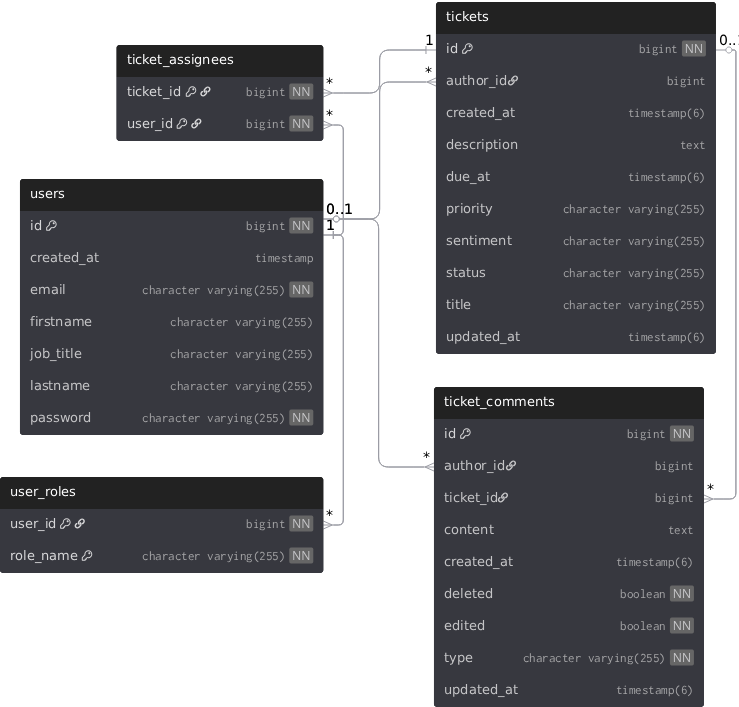 ticket_assignees
ticket_id bigint NN
user_id bigint NN
*
*
users
id bigint NN
created_at timestamp
email character varying(255) NN
firstname character varying(255)
job_title character varying(255)
lastname character varying(255)
password character varying(255) NN
0..1
1
user_roles
user_id bigint NN
role_name character varying(255) NN
*
tickets
id bigint NN
author_id bigint
created_at timestamp(6)
description text
due_at timestamp(6)
priority character varying(255)
sentiment character varying(255)
status character varying(255)
title character varying(255)
updated_at timestamp(6)
1
*
0..
ticket_comments
id bigint NN
author_id bigint
ticket_id bigint
content text
created_at timestamp(6)
deleted boolean NN
edited boolean NN
type character varying(255) NN
updated_at timestamp(6)
*
*